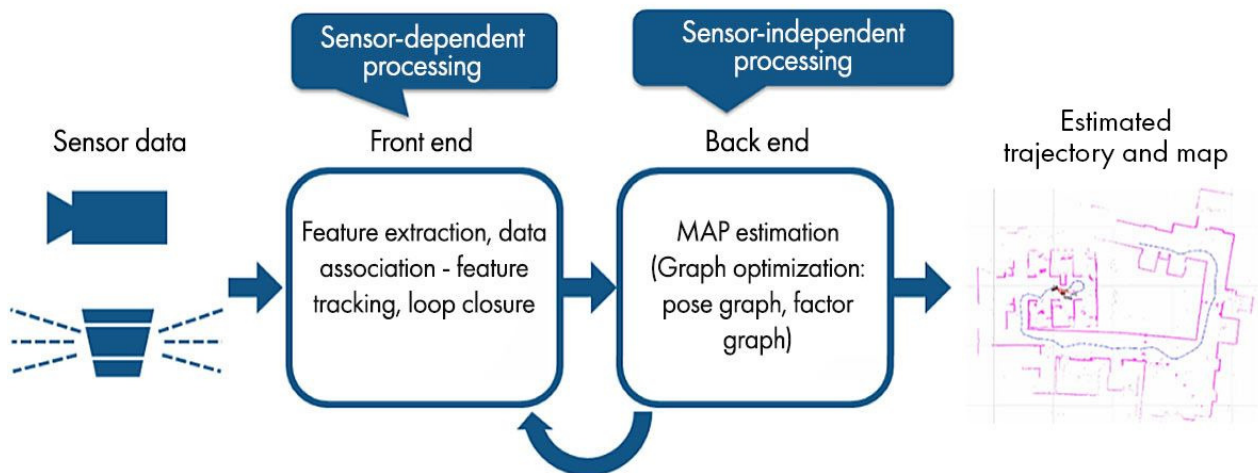 Sensor-dependent
processing
Sensor-independent
processing
Sensor data
Front end
Back end
Estimated
trajectory and map
Feature extraction, data
association - feature
tracking, loop closure
MAP estimation
(Graph optimization:
pose graph, factor
graph)